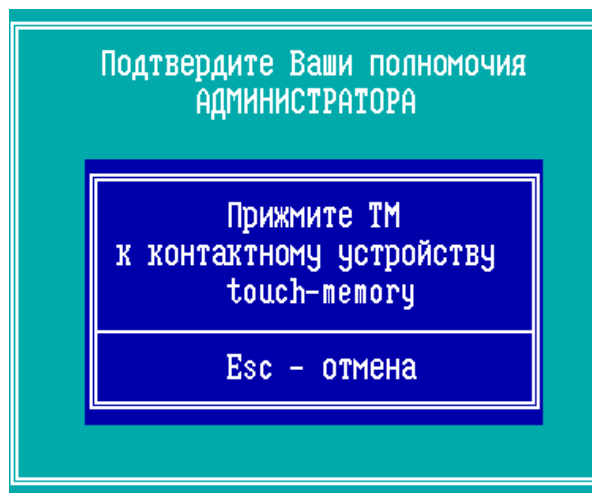 Подтвердите Ваши полномочия
АДМИНИСТРАТОРА
Прижмите ТМ
к контактному устройству
touch-memory
Esc - отмена